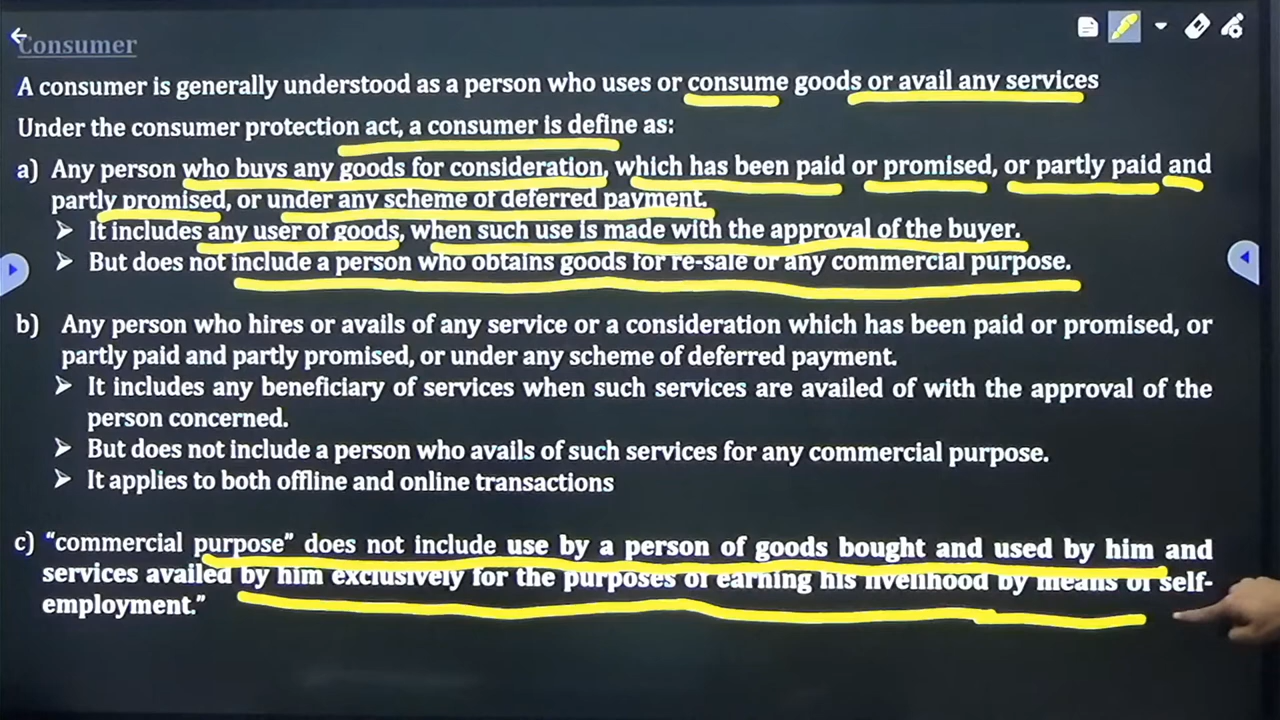 Consumer
A consumer is generally understood as a person who uses or consume goods or avail any services
Under the consumer protection act, a consumer is define as:
a) Any person who buys any goods for consideration, which has been paid or promised, or partly paid and
partly promised, or under any scheme of deferred payment.
➤ It includes any user of goods, when such use is made with the approval of the buyer.
➤ But does not include a person who obtains goods for re-sale or any commercial purpose.
b) Any person who hires or avails of any service or a consideration which has been paid or promised, or
partly paid and partly promised, or under any scheme of deferred payment.
➤ It includes any beneficiary of services when such services are availed of with the approval of the
person concerned.
➤ But does not include a person who avails of such services for any commercial purpose.
➤ It applies to both offline and online transactions
c) “commercial purpose” does not include use by a person of goods bought and used by him and
services availed by him exclusively for the purposes of earning his livelihood by means of self-
employment.”